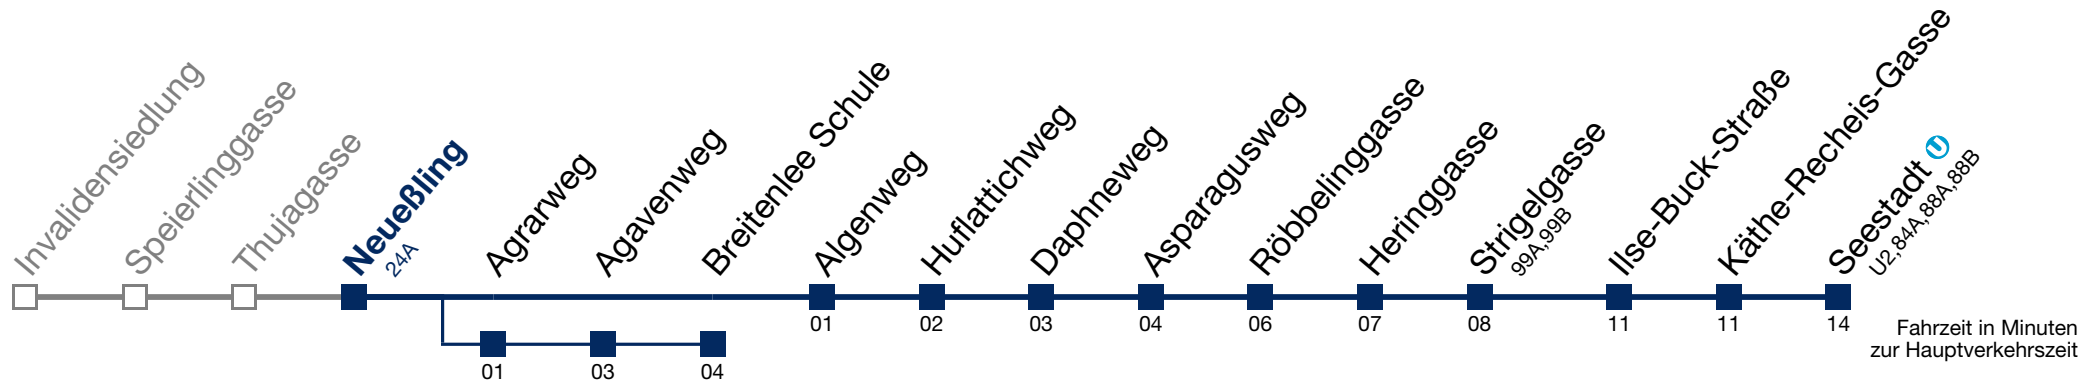 Invalidensiedlung
Speierlinggasse
Thujagasse
Neueßling
24A
Agrarweg
Agavenweg
Breitenlee Schule
Algenweg
Huflattichweg
Daphneweg
Asparagusweg
Röbbelinggasse
Heringgasse
Strigelgasse
99A,99B
Ilse-Buck-Straße
Käthe-Recheis-Gasse
Seestadt U
U2,84A,88A,88B
01 02 03 04 06 07 08 11 11 14
01 03 04
Fahrzeit in Minuten
zur Hauptverkehrszeit